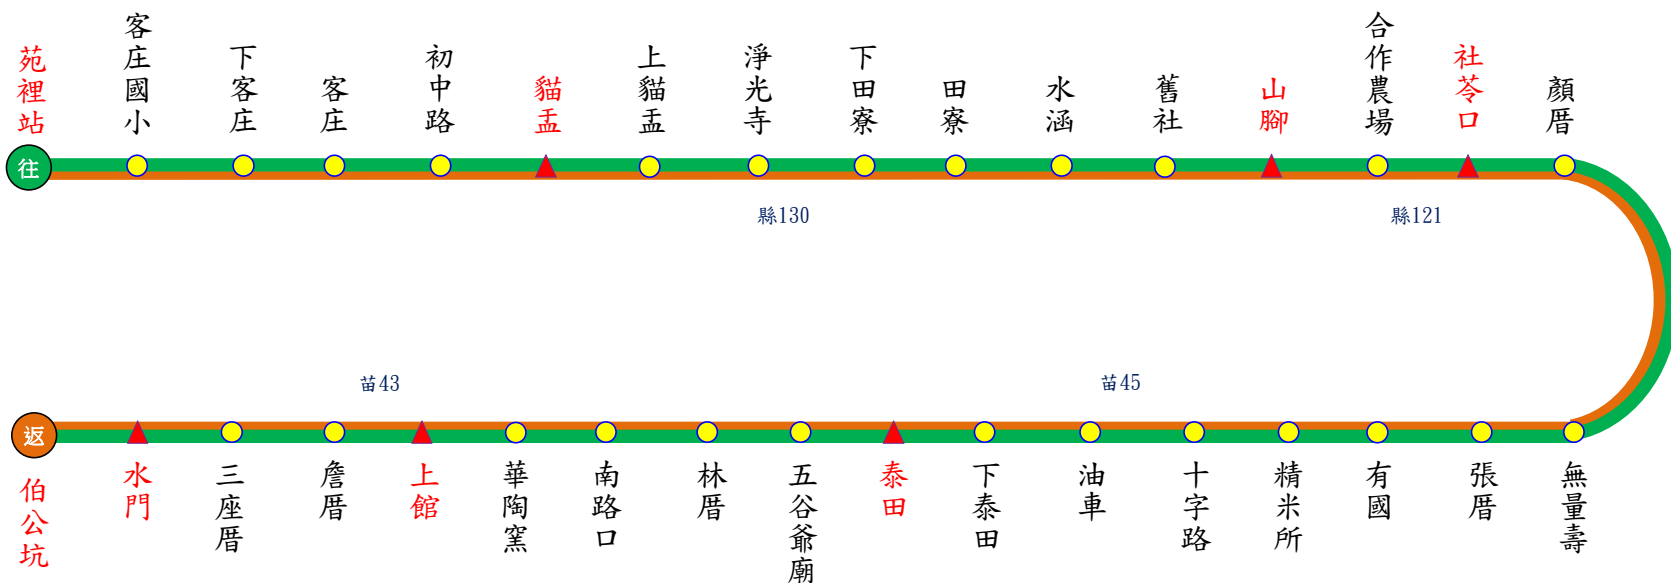 苑裡站
客庄國小
下客庄
客庄
初中路
貓盂
上貓盂
淨光寺
下田寮
田寮
水涵
舊社
山腳
合作農場
社苓口
顏厝
往
縣130
縣121
苗43
苗45
返
伯公坑
水門
三座厝
詹厝
上館
華陶窯
南路口
林厝
五谷爺廟
泰田
下泰田
油車
十字路
精米所
有國
張厝
無量壽